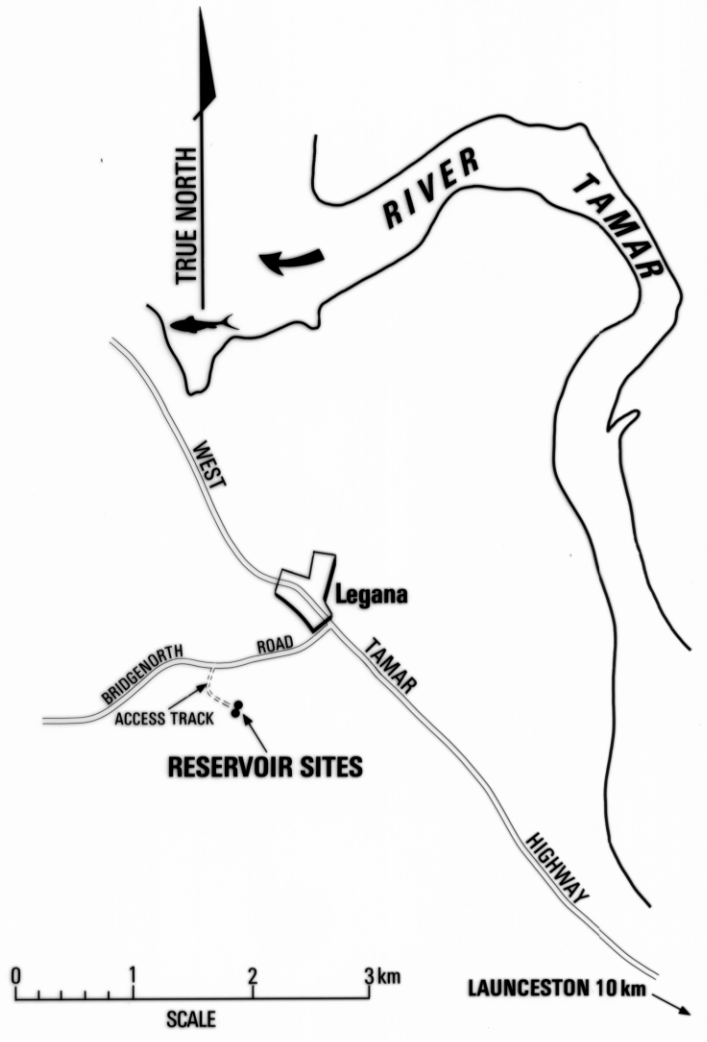 TRUE NORTH
RIVER
TAMAR
WEST
Legana
BRIDGENORTH
ROAD
TAMAR
ACCESS TRACK
RESERVOIR SITES
HIGHWAY
0 1 2 3 km
SCALE
LAUNCESTON 10 km